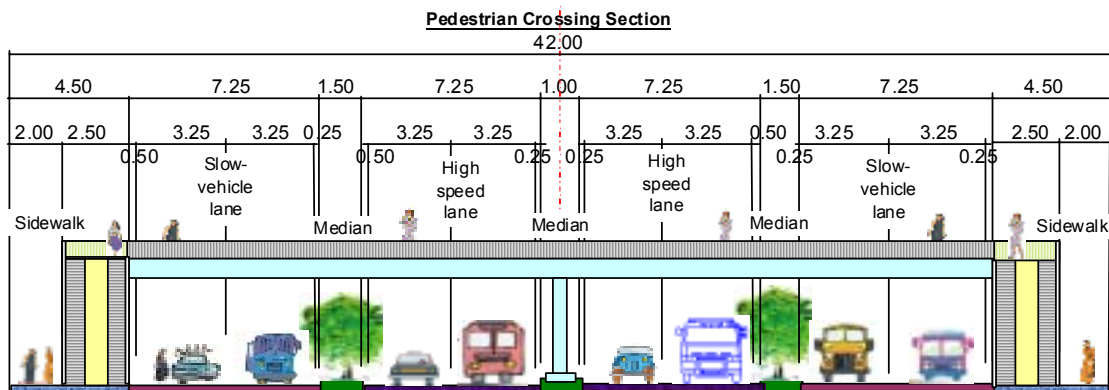 Pedestrian Crossing Section
42.00
4.50 7.25 1.50 7.25 1.00 7.25 1.50 7.25 4.50
2.00 2.50 3.25 3.25 0.25 3.25 3.25 3.25 3.25 0.50 3.25 3.25 2.50 2.00
0.50 0.50 0.25 0.25 0.25 0.25
Slow-
vehicle
lane
High
speed
lane
High
speed
lane
Slow-
vehicle
lane
Sidewalk Median Median Median Sidewalk